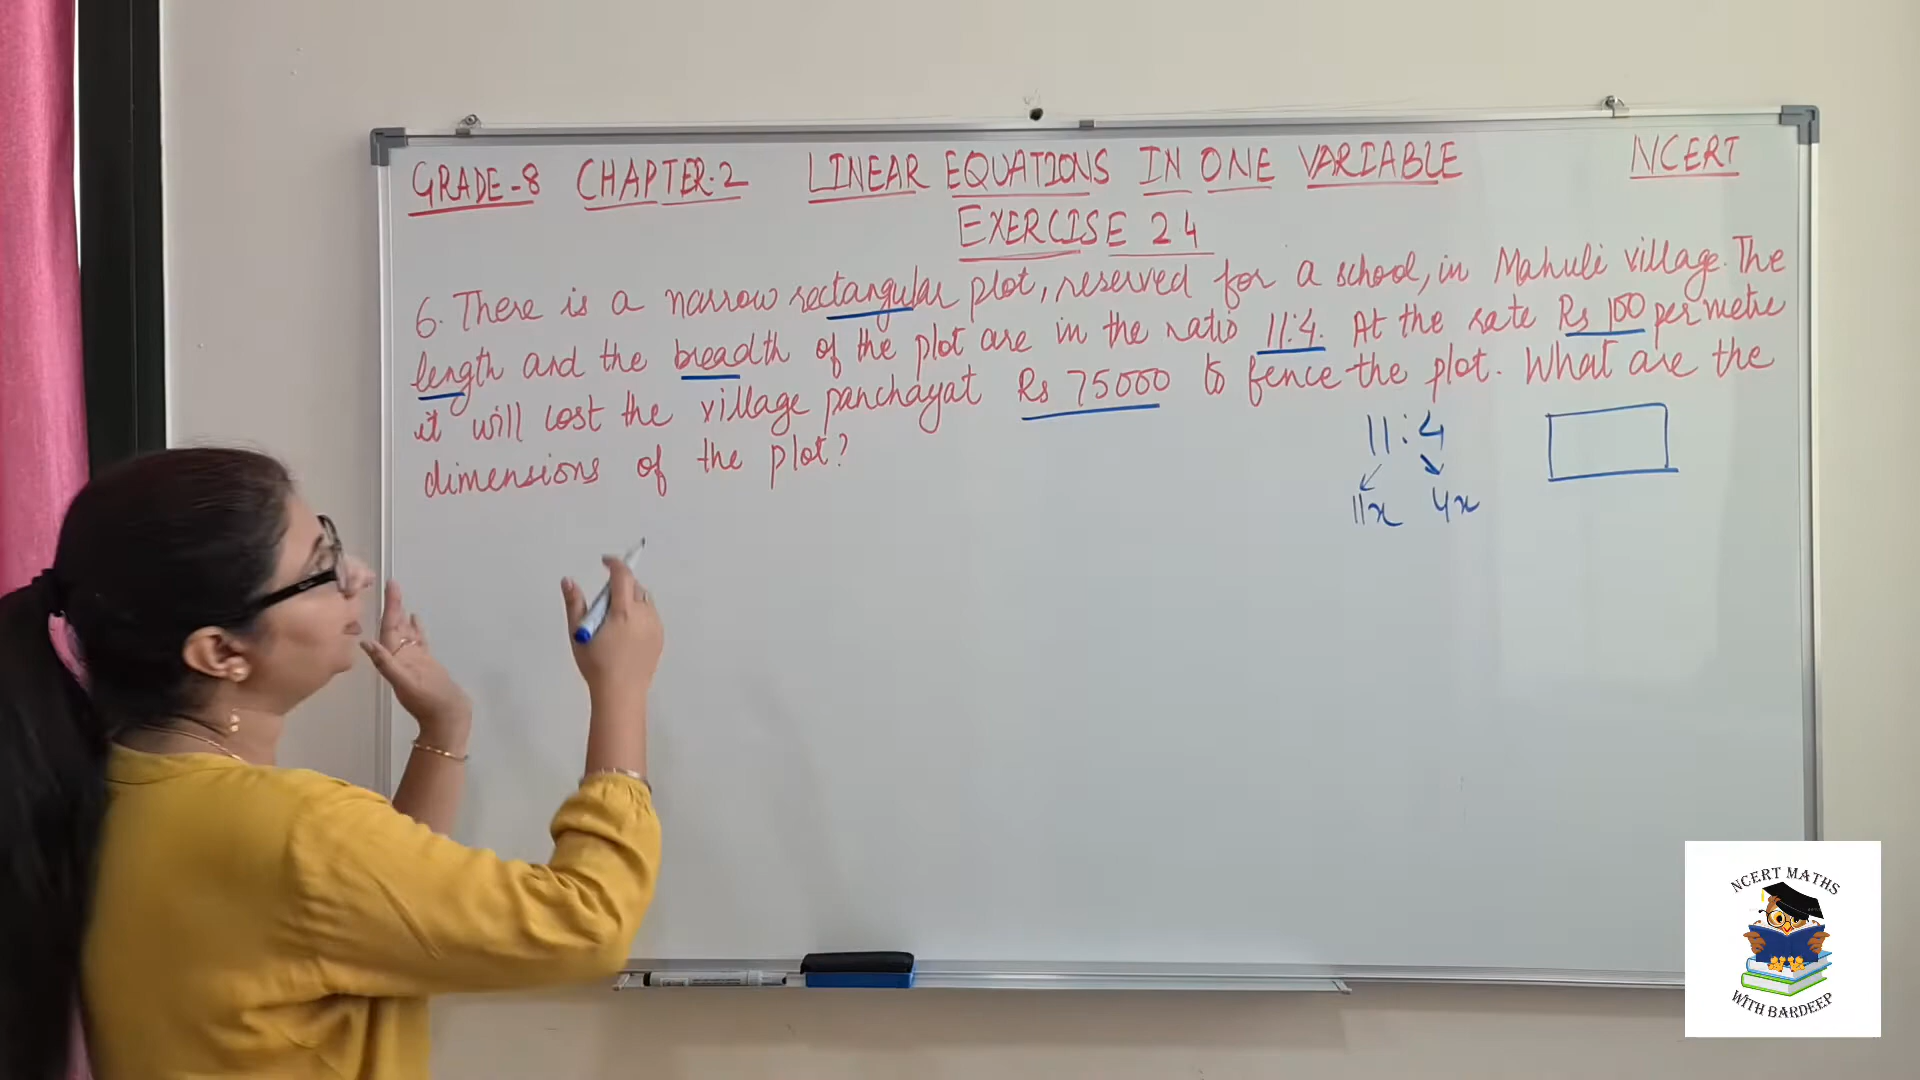 GRADE-8 CHAPTER.2 LINEAR EQUATIONS IN ONE VARIABLE NCERT
EXERCISE 2.4
6. There is a narrow rectangular plot, reserved for a school, in Mahuli village. The
length and the breadth of the plot are in the ratio 11:4. At the rate Rs 100 per metre
it will cost the village panchayat Rs 75000 to fence the plot. What are the
dimensions of the plot?
11:4
11x 4x
NCERT MATHS
WITH BARDEEP